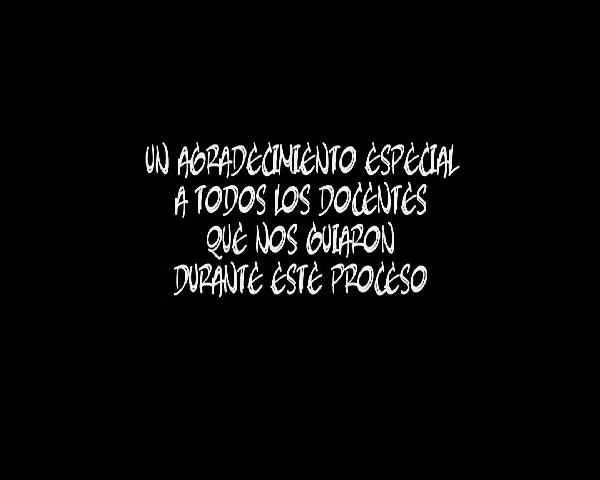 UN AGRADECIMIENTO ESPECIAL
A TODOS LOS DOCENTES
QUE NOS GUIARON
DURANTE ESTE PROCESO